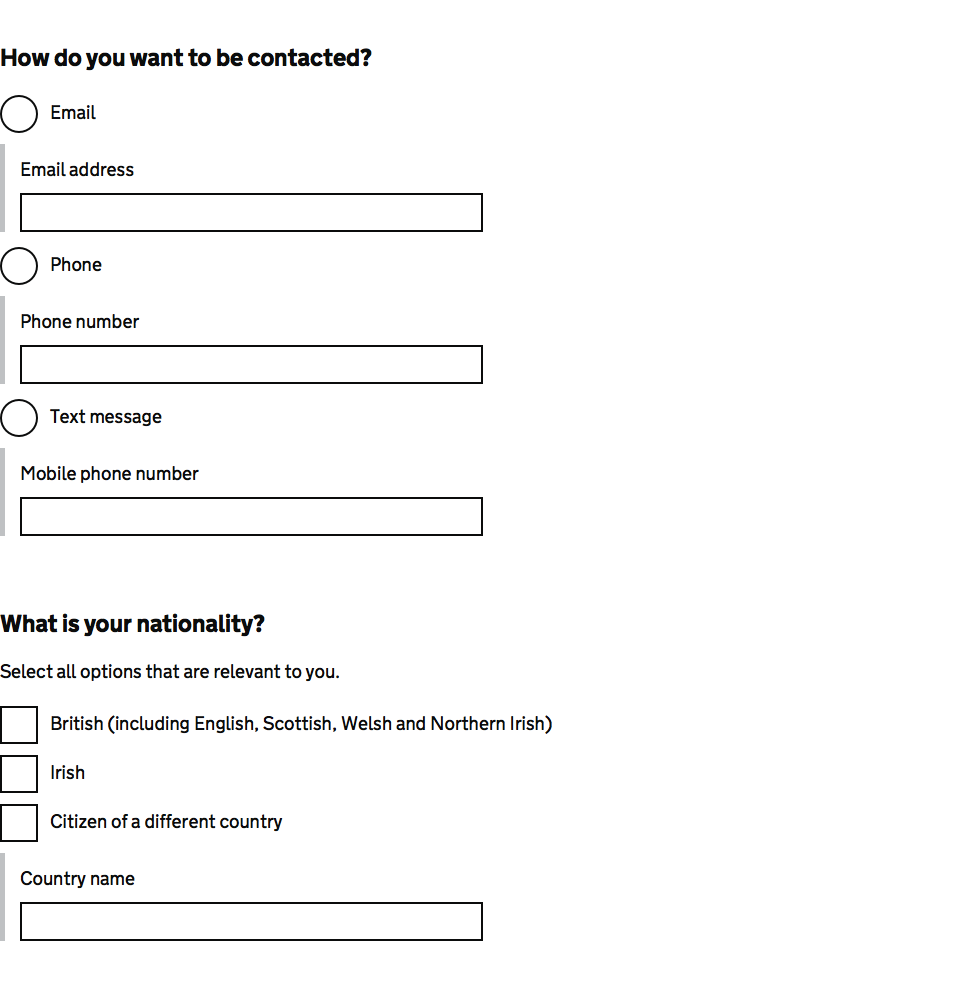 How do you want to be contacted?
Email
Email address
Phone
Phone number
Text message
Mobile phone number
What is your nationality?
Select all options that are relevant to you.
British (including English, Scottish, Welsh and Northern Irish)
Irish
Citizen of a different country
Country name